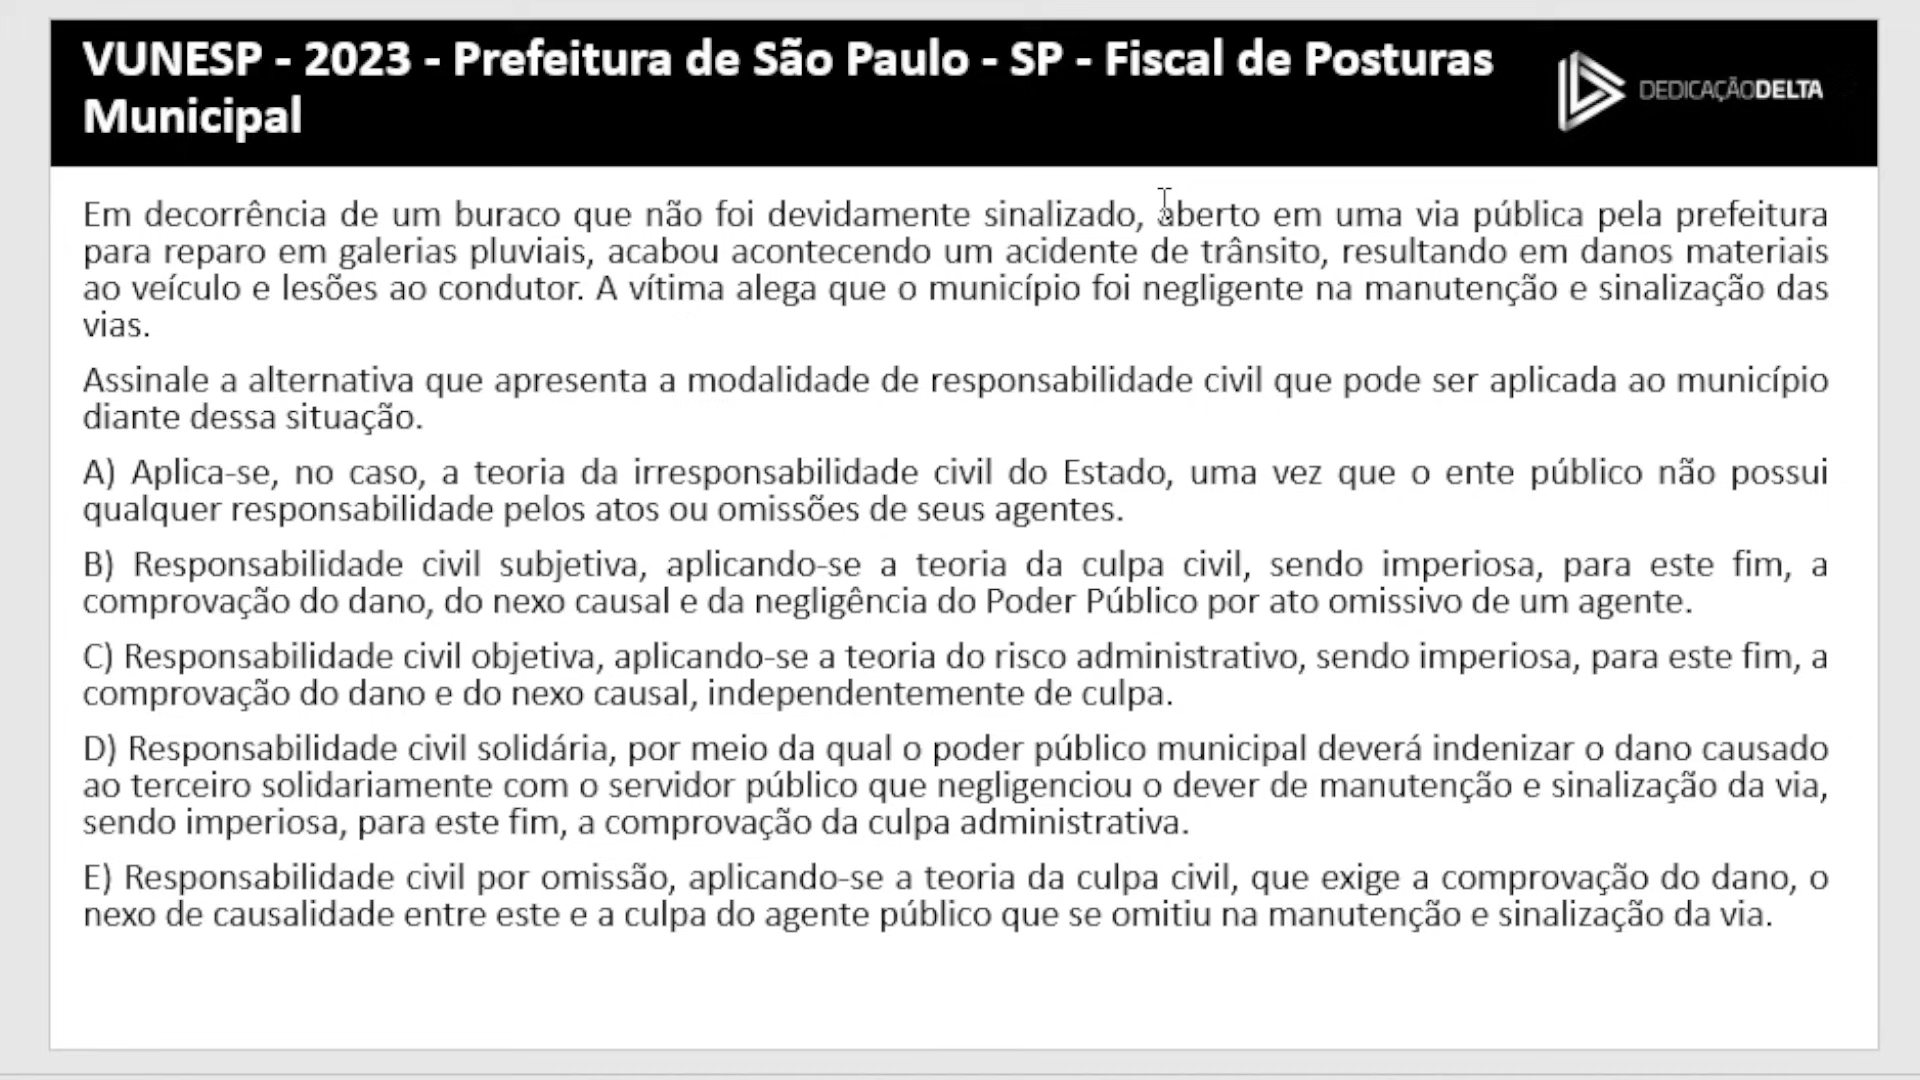 VUNESP - 2023 - Prefeitura de São Paulo - SP - Fiscal de Posturas
Municipal
DEDICAÇÃODELTA
Em decorrência de um buraco que não foi devidamente sinalizado, aberto em uma via pública pela prefeitura
para reparo em galerias pluviais, acabou acontecendo um acidente de trânsito, resultando em danos materiais
ao veículo e lesões ao condutor. A vítima alega que o município foi negligente na manutenção e sinalização das
vias.
Assinale a alternativa que apresenta a modalidade de responsabilidade civil que pode ser aplicada ao município
diante dessa situação.
A) Aplica-se, no caso, a teoria da irresponsabilidade civil do Estado, uma vez que o ente público não possui
qualquer responsabilidade pelos atos ou omissões de seus agentes.
B) Responsabilidade civil subjetiva, aplicando-se a teoria da culpa civil, sendo imperiosa, para este fim, a
comprovação do dano, do nexo causal e da negligência do Poder Público por ato omissivo de um agente.
C) Responsabilidade civil objetiva, aplicando-se a teoria do risco administrativo, sendo imperiosa, para este fim, a
comprovação do dano e do nexo causal, independentemente de culpa.
D) Responsabilidade civil solidária, por meio da qual o poder público municipal deverá indenizar o dano causado
ao terceiro solidariamente com o servidor público que negligenciou o dever de manutenção e sinalização da via,
sendo imperiosa, para este fim, a comprovação da culpa administrativa.
E) Responsabilidade civil por omissão, aplicando-se a teoria da culpa civil, que exige a comprovação do dano, o
nexo de causalidade entre este e a culpa do agente público que se omitiu na manutenção e sinalização da via.